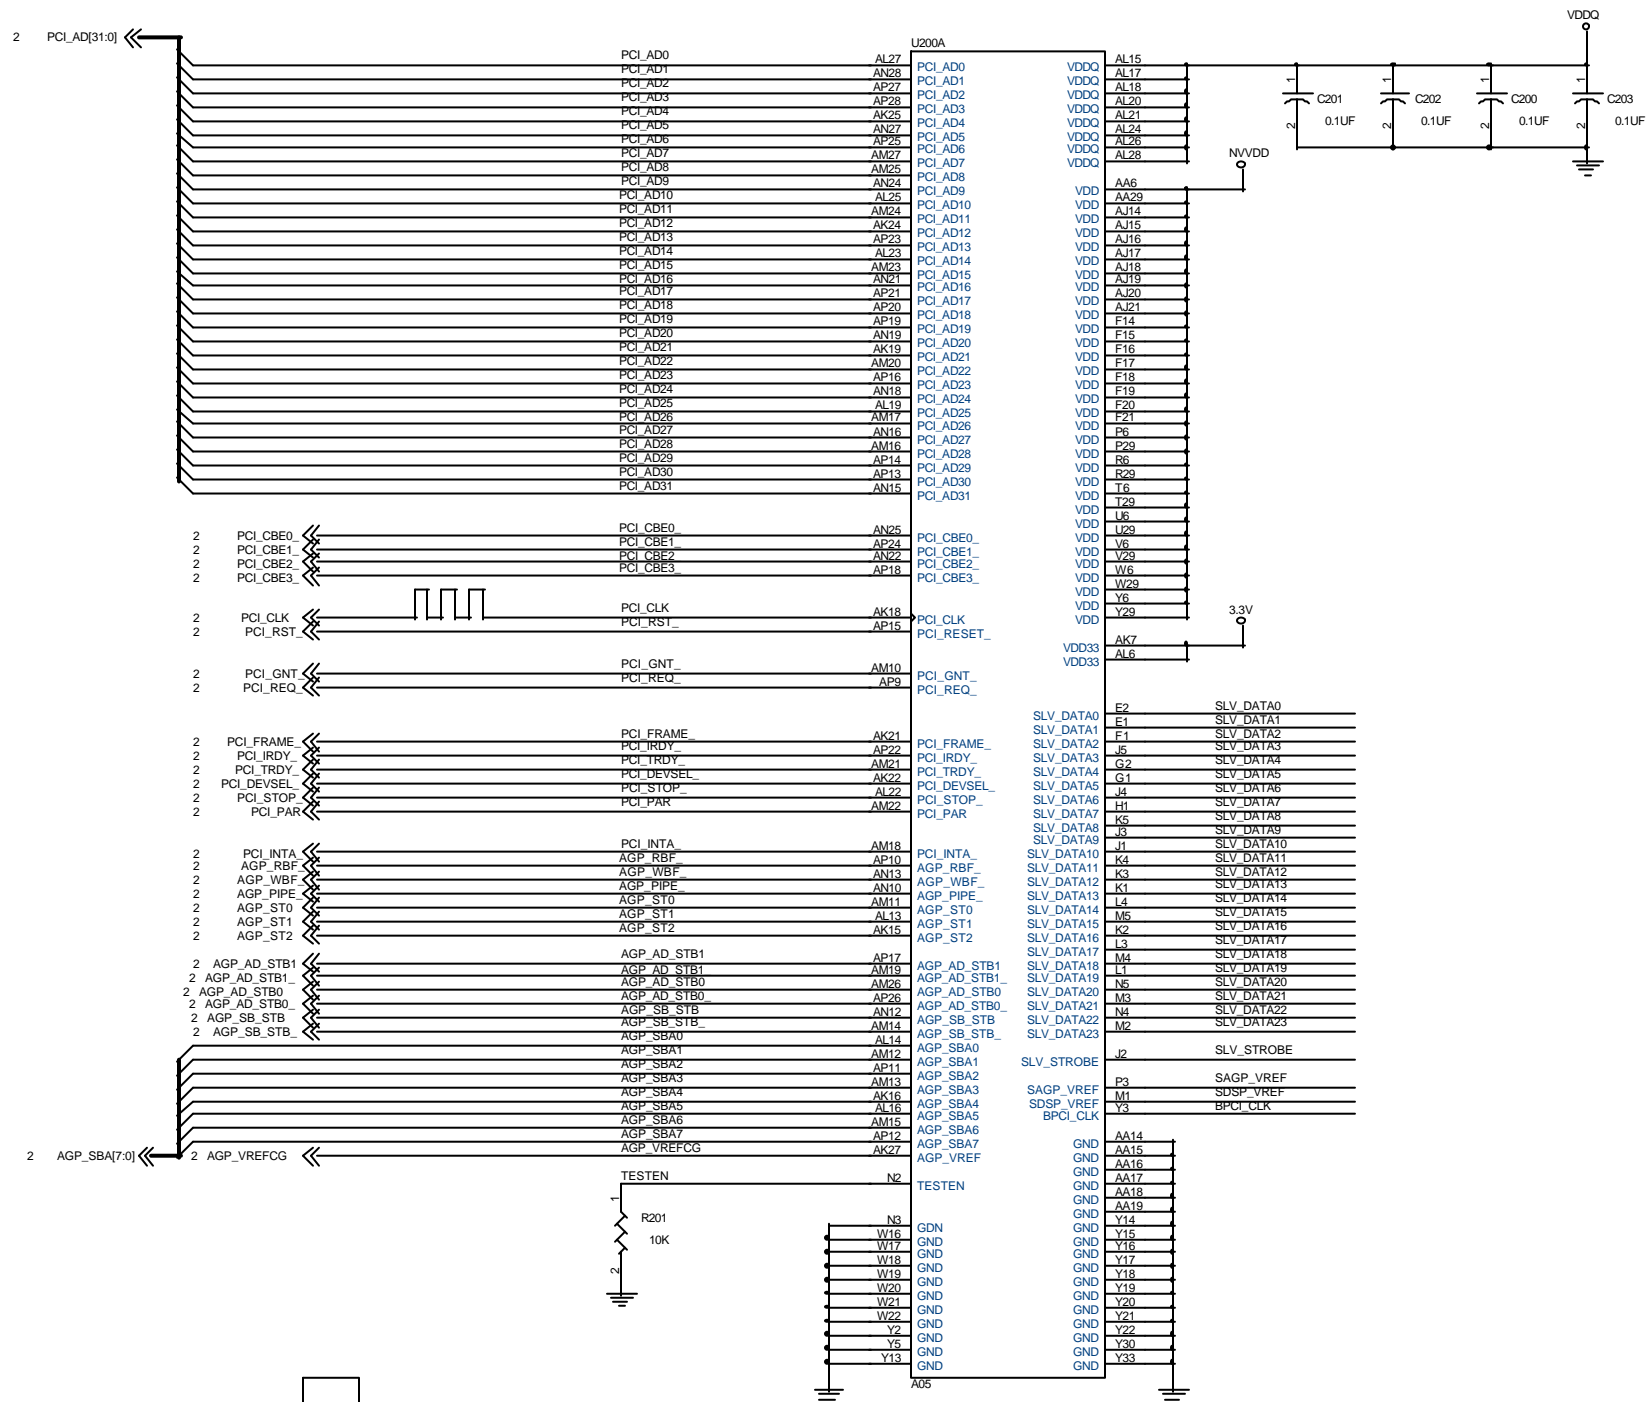 VDDQ
2 PCI_AD[31:0]
U200A
PCI_AD0 AL27 PCI_AD0 VDDQ AL15
PCI_AD1 AN28 PCI_AD1 VDDQ AL17
PCI_AD2 AP27 PCI_AD2 VDDQ AL18
PCI_AD3 AP28 PCI_AD3 VDDQ AL20
PCI_AD4 AK25 PCI_AD4 VDDQ AL21
PCI_AD5 AN27 PCI_AD5 VDDQ AL24
PCI_AD6 AP25 PCI_AD6 VDDQ AL26
PCI_AD7 AM27 PCI_AD7 VDDQ AL28
1 1 1 1
C201 C202 C200 C203
0.1UF 0.1UF 0.1UF 0.1UF
2 2 2 2
NVVDD
PCI_AD8 AM25 PCI_AD8
PCI_AD9 AN24 PCI_AD9 VDD AA6
PCI_AD10 AL25 PCI_AD10 VDD AA29
PCI_AD11 AM24 PCI_AD11 VDD AJ14
PCI_AD12 AK24 PCI_AD12 VDD AJ15
PCI_AD13 AP23 PCI_AD13 VDD AJ16
PCI_AD14 AL23 PCI_AD14 VDD AJ17
PCI_AD15 AM23 PCI_AD15 VDD AJ18
PCI_AD16 AN21 PCI_AD16 VDD AJ19
PCI_AD17 AP21 PCI_AD17 VDD AJ20
PCI_AD18 AP20 PCI_AD18 VDD AJ21
PCI_AD19 AP19 PCI_AD19 VDD F14
PCI_AD20 AN19 PCI_AD20 VDD F15
PCI_AD21 AK19 PCI_AD21 VDD F16
PCI_AD22 AM20 PCI_AD22 VDD F17
PCI_AD23 AP16 PCI_AD23 VDD F18
PCI_AD24 AN18 PCI_AD24 VDD F19
PCI_AD25 AL19 PCI_AD25 VDD F20
PCI_AD26 AM17 PCI_AD26 VDD F21
PCI_AD27 AN16 PCI_AD27 VDD P6
PCI_AD28 AM16 PCI_AD28 VDD P29
PCI_AD29 AP14 PCI_AD29 VDD R6
PCI_AD30 AP13 PCI_AD30 VDD R29
PCI_AD31 AN15 PCI_AD31 VDD T6
VDD T29
VDD U6
2 PCI_CBE0_ PCI_CBE0_ AN25 PCI_CBE0_ VDD U29
2 PCI_CBE1_ PCI_CBE1_ AP24 PCI_CBE1_ VDD V6
2 PCI_CBE2_ PCI_CBE2 AN22 PCI_CBE2_ VDD V29
2 PCI_CBE3_ PCI_CBE3_ AP18 PCI_CBE3_ VDD W6
VDD W29
VDD Y6
2 PCI_CLK PCI_CLK AK18 PCI_CLK VDD Y29
3.3V
2 PCI_RST_ PCI_RST_ AP15 PCI_RESET_
VDD33 AK7
VDD33 AL6
2 PCI_GNT_ PCI_GNT_ AM10 PCI_GNT_
2 PCI_REQ_ PCI_REQ_ AP9 PCI_REQ_
SLV_DATA0 E2 SLV_DATA0
SLV_DATA1 E1 SLV_DATA1
2 PCI_FRAME_ PCI_FRAME_ AK21 PCI_FRAME_ SLV_DATA2 F1 SLV_DATA2
2 PCI_IRDY_ PCI_IRDY_ AP22 PCI_IRDY_ SLV_DATA3 J5 SLV_DATA3
2 PCI_TRDY_ PCI_TRDY_ AM21 PCI_TRDY_ SLV_DATA4 G2 SLV_DATA4
2 PCI_DEVSEL_ PCI_DEVSEL_ AK22 PCI_DEVSEL_ SLV_DATA5 G1 SLV_DATA5
2 PCI_STOP_ PCI_STOP_ AL22 PCI_STOP_ SLV_DATA6 J4 SLV_DATA6
2 PCI_PAR PCI_PAR AM22 PCI_PAR SLV_DATA7 H1 SLV_DATA7
SLV_DATA8 K5 SLV_DATA8
SLV_DATA9 J3 SLV_DATA9
2 PCI_INTA_ PCI_INTA_ AM18 PCI_INTA_ SLV_DATA10 J1 SLV_DATA10
2 AGP_RBF_ AGP_RBF_ AP10 AGP_RBF_ SLV_DATA11 K4 SLV_DATA11
2 AGP_WBF_ AGP_WBF_ AN13 AGP_WBF_ SLV_DATA12 K3 SLV_DATA12
2 AGP_PIPE_ AGP_PIPE_ AN10 AGP_PIPE_ SLV_DATA13 K1 SLV_DATA13
2 AGP_ST0 AGP_ST0 AM11 AGP_ST0 SLV_DATA14 L4 SLV_DATA14
2 AGP_ST1 AGP_ST1 AL13 AGP_ST1 SLV_DATA15 M5 SLV_DATA15
2 AGP_ST2 AGP_ST2 AK15 AGP_ST2 SLV_DATA16 K2 SLV_DATA16
SLV_DATA17 L3 SLV_DATA17
2 AGP_AD_STB1 AGP_AD_STB1 AP17 AGP_AD_STB1 SLV_DATA18 M4 SLV_DATA18
2 AGP_AD_STB1_ AGP_AD_STB1_ AM19 AGP_AD_STB1_ SLV_DATA19 L1 SLV_DATA19
2 AGP_AD_STB0 AGP_AD_STB0 AM26 AGP_AD_STB0 SLV_DATA20 N5 SLV_DATA20
2 AGP_AD_STB0_ AGP_AD_STB0_ AP26 AGP_AD_STB0_ SLV_DATA21 M3 SLV_DATA21
2 AGP_SB_STB AGP_SB_STB AN12 AGP_SB_STB SLV_DATA22 N4 SLV_DATA22
2 AGP_SB_STB_ AGP_SB_STB_ AM14 AGP_SB_STB_ SLV_DATA23 M2 SLV_DATA23
AGP_SBA0 AL14 AGP_SBA0
AGP_SBA1 AM12 AGP_SBA1 SLV_STROBE J2 SLV_STROBE
AGP_SBA2 AP11 AGP_SBA2
AGP_SBA3 AM13 AGP_SBA3 SAGP_VREF P3 SAGP_VREF
AGP_SBA4 AK16 AGP_SBA4 SDSP_VREF M1 SDSP_VREF
AGP_SBA5 AL16 AGP_SBA5 BPCI_CLK Y3 BPCI_CLK
AGP_SBA6 AM15 AGP_SBA6
AGP_SBA7 AP12 AGP_SBA7 GND AA14
2 AGP_SBA[7:0] 2 AGP_VREFCG AGP_VREFCG AK27 AGP_VREF GND AA15
GND AA16
TESTEN N2 TESTEN GND AA17
1 GND AA18
R201 GND AA19
N3 GDN GND Y14
10K W16 GND GND Y15
W17 GND GND Y16
2 W18 GND GND Y17
W19 GND GND Y18
W20 GND GND Y19
W21 GND GND Y20
W22 GND GND Y21
Y2 GND GND Y22
Y5 GND GND Y30
Y13 GND GND Y33
A05